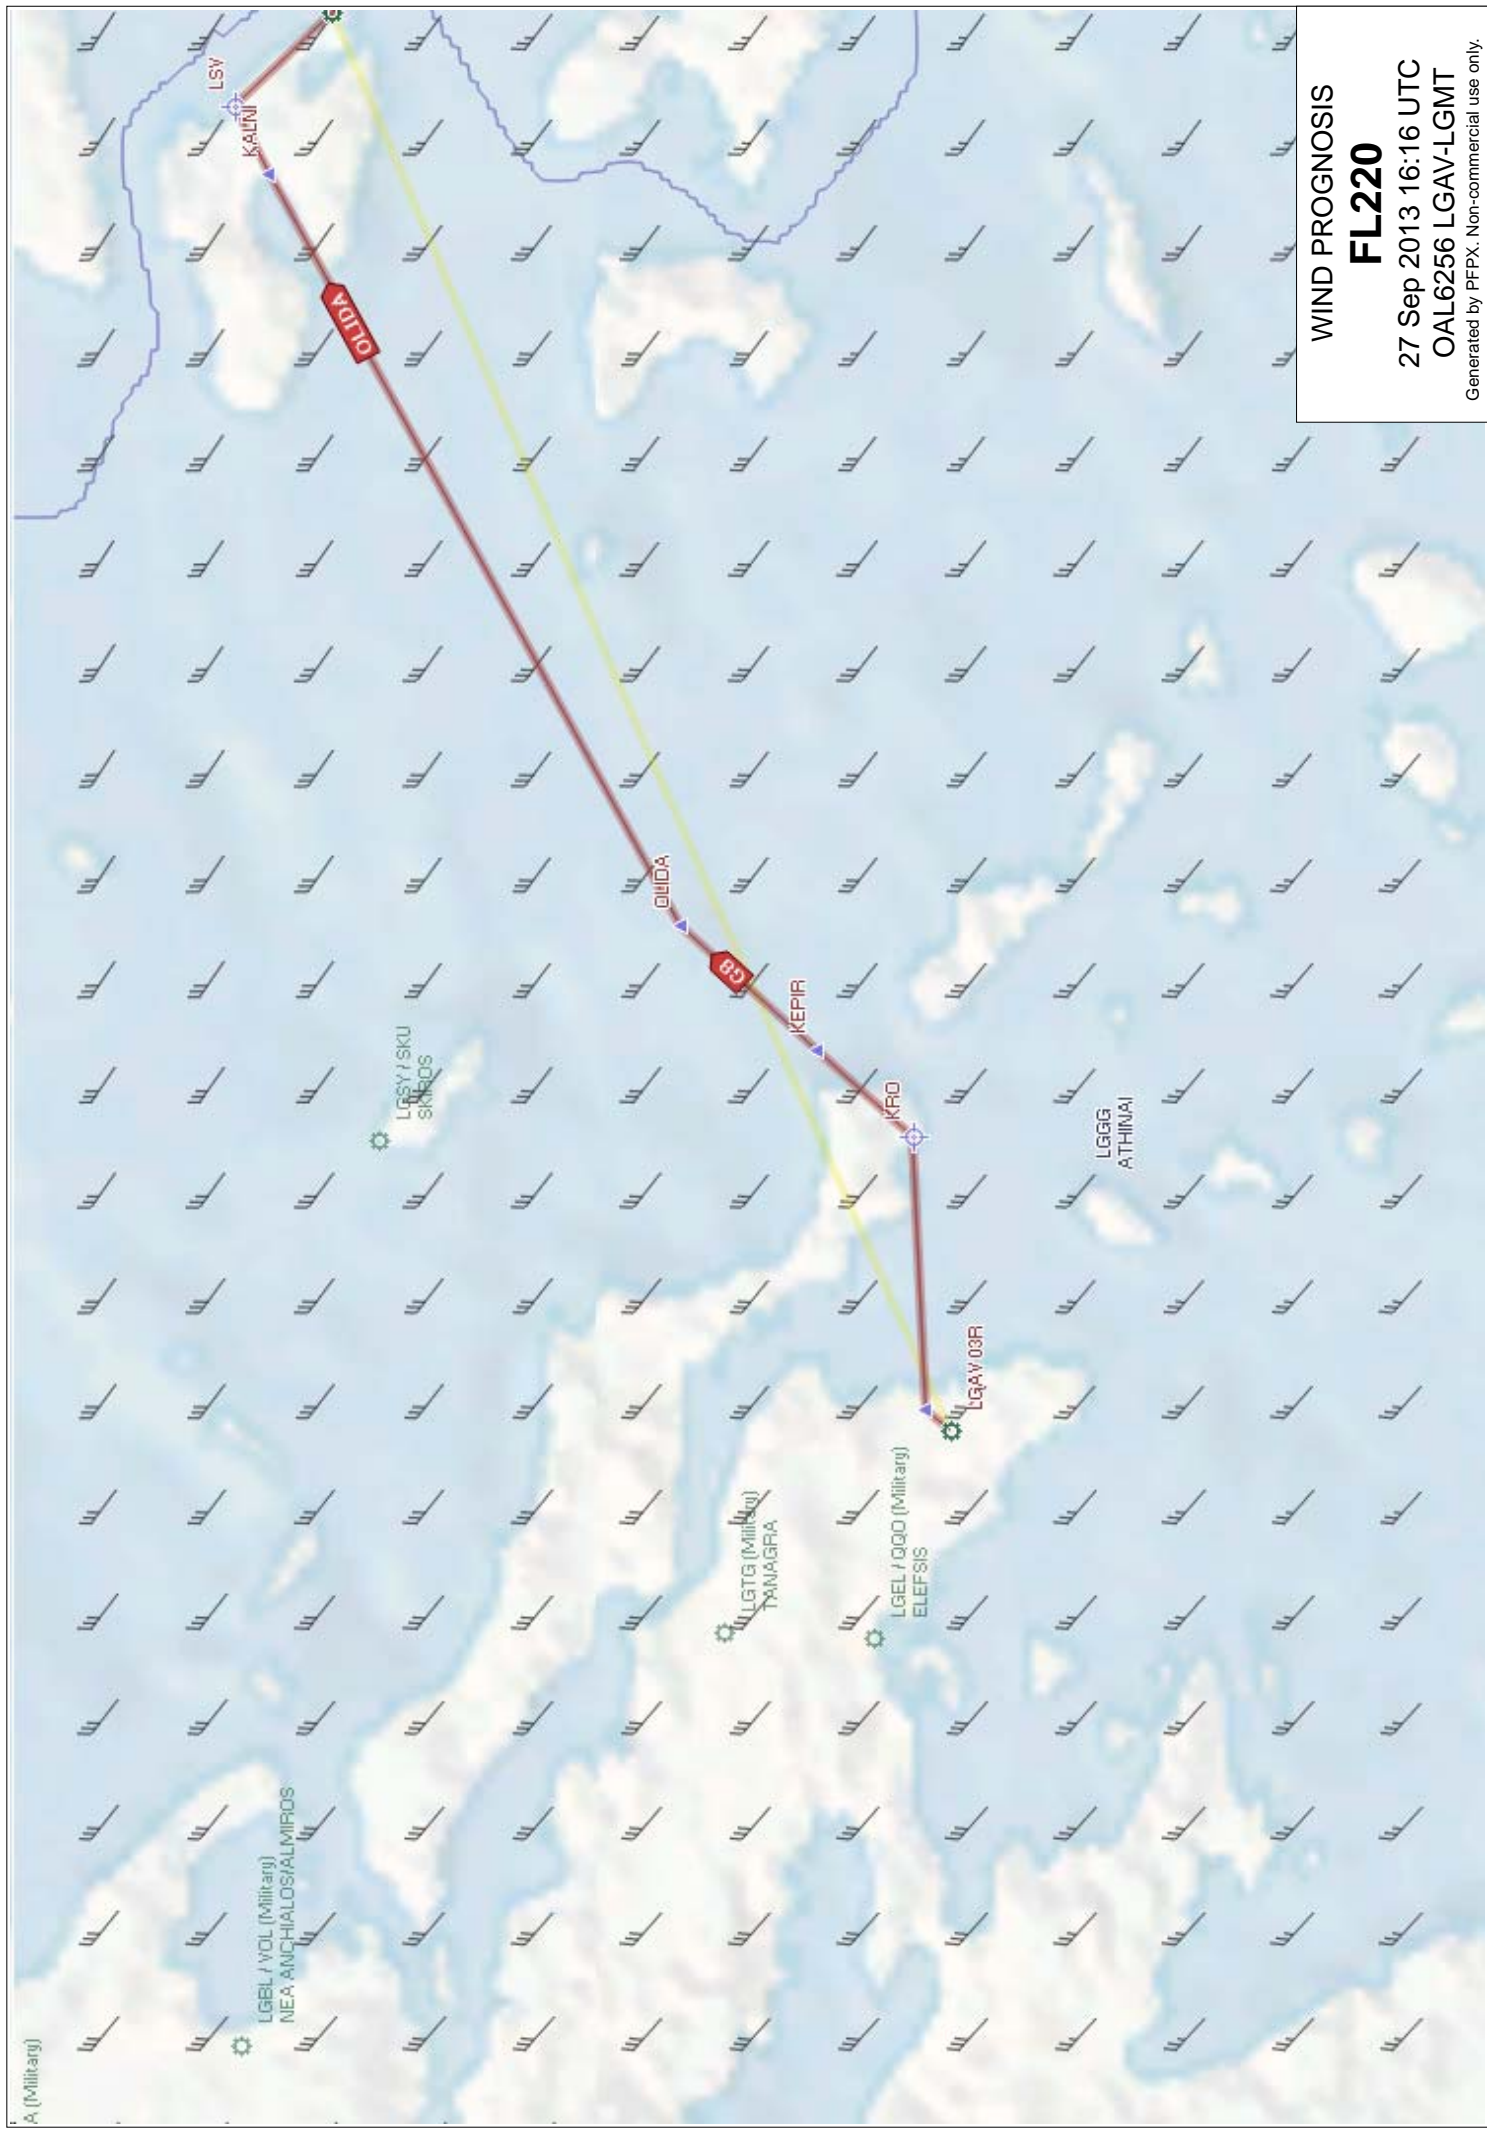 WIND PROGNOSIS
FL220
27 Sep 2013 16:16 UTC
OAL6256 LGAV-LGMT
Generated by PFPX. Non-commercial use only.
A (Military)
LGBL / VOL (Military)
NEA ANCHIALOS/ALMIROS
LGSY / SKU
SKIROS
LGTG (Military)
TANAGRA
LGEL / QQO (Military)
ELEFSIS
LGAV 03R
LGGG
ATHINAI
KRO
KEPIR
G8
OLIDA
OLIDA
KALNI
LSV